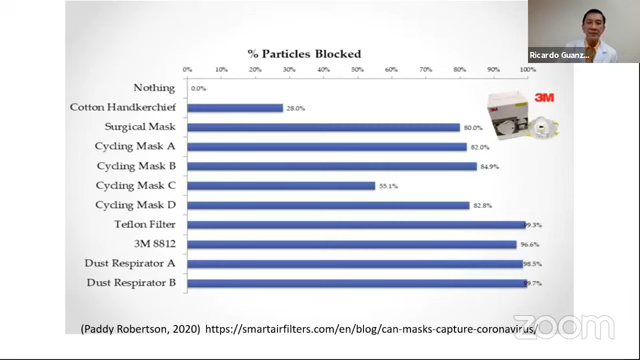 Ricardo Guanz...
% Particles Blocked
0% 10% 20% 30% 40% 50% 60% 70% 80% 90% 100%
Nothing 0.0%
Cotton Handkerchief 28.0%
Surgical Mask 80.0%
Cycling Mask A 82.0%
Cycling Mask B 84.9%
Cycling Mask C 55.1%
Cycling Mask D 82.8%
Teflon Filter 99.3%
3M 8812 96.6%
Dust Respirator A 98.5%
Dust Respirator B 99.7%
3M
(Paddy Robertson, 2020) https://smartairfilters.com/en/blog/can-masks-capture-coronavirus/
zoom